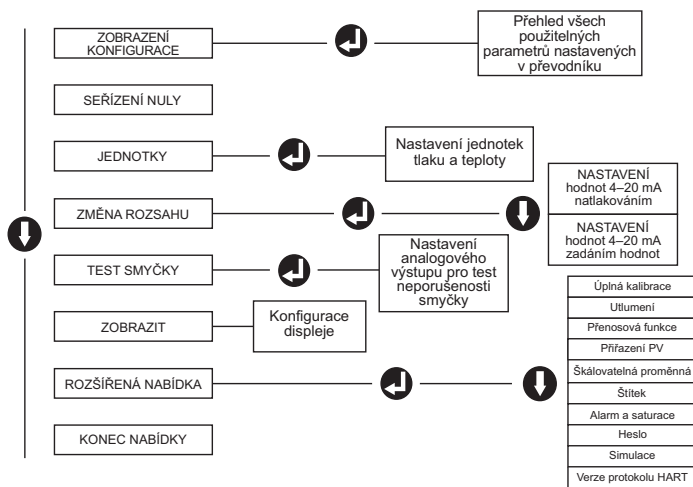 ZOBRAZENÍ
KONFIGURACE
Přehled všech
použitelných
parametrů nastavených
v převodníku
SEŘÍZENÍ NULY
JEDNOTKY
Nastavení jednotek
tlaku a teploty
ZMĚNA ROZSAHU
NASTAVENÍ
hodnot 4–20 mA
natlakováním
NASTAVENÍ
hodnot 4–20 mA
zadáním hodnot
TEST SMYČKY
Nastavení
analogového
výstupu pro test
neporušenosti
smyčky
ZOBRAZIT
Konfigurace
displeje
ROZŠÍŘENÁ NABÍDKA
Úplná kalibrace
Utlumení
Přenosová funkce
Přiřazení PV
Škálovatelná proměnná
Štítek
Alarm a saturace
Heslo
Simulace
Verze protokolu HART
KONEC NABÍDKY